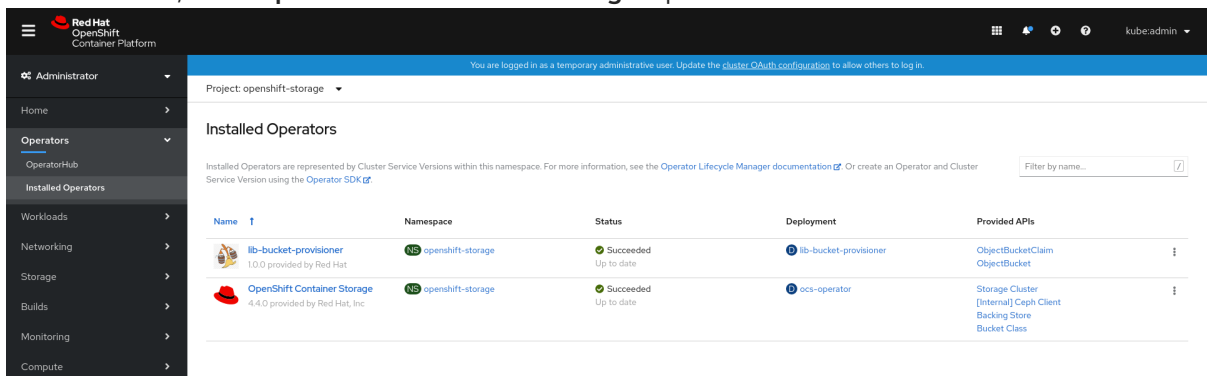 Red Hat
OpenShift
Container Platform
kube:admin
Administrator
You are logged in as a temporary administrative user. Update the cluster OAuth configuration to allow others to log in.
Project: openshift-storage
Home
Operators
OperatorHub
Installed Operators
Workloads
Networking
Storage
Builds
Monitoring
Compute
Installed Operators
Installed Operators are represented by Cluster Service Versions within this namespace. For more information, see the Operator Lifecycle Manager documentation. Or create an Operator and Cluster
Service Version using the Operator SDK.
Filter by name...
/
Name Namespace Status Deployment Provided APIs
lib-bucket-provisioner NS openshift-storage Succeeded D lib-bucket-provisioner ObjectBucketClaim
1.0.0 provided by Red Hat Up to date ObjectBucket
OpenShift Container Storage NS openshift-storage Succeeded D ocs-operator Storage Cluster
4.4.0 provided by Red Hat, Inc Up to date [Internal] Ceph Client
Backing Store
Bucket Class